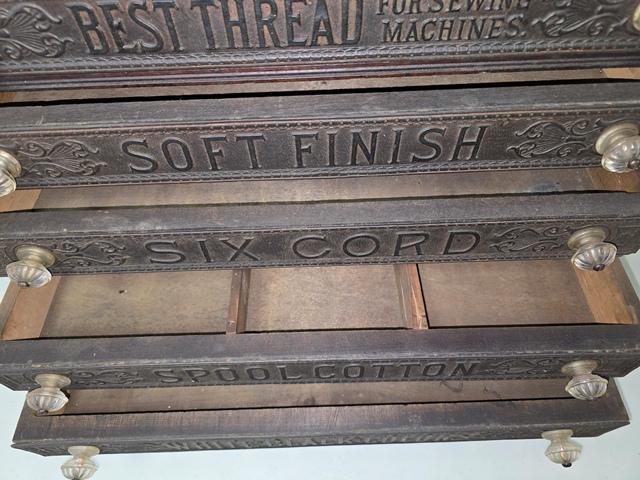 BEST THREAD FOR SEWING
MACHINES.
SOFT FINISH
SIX CORD
SPOOL COTTON